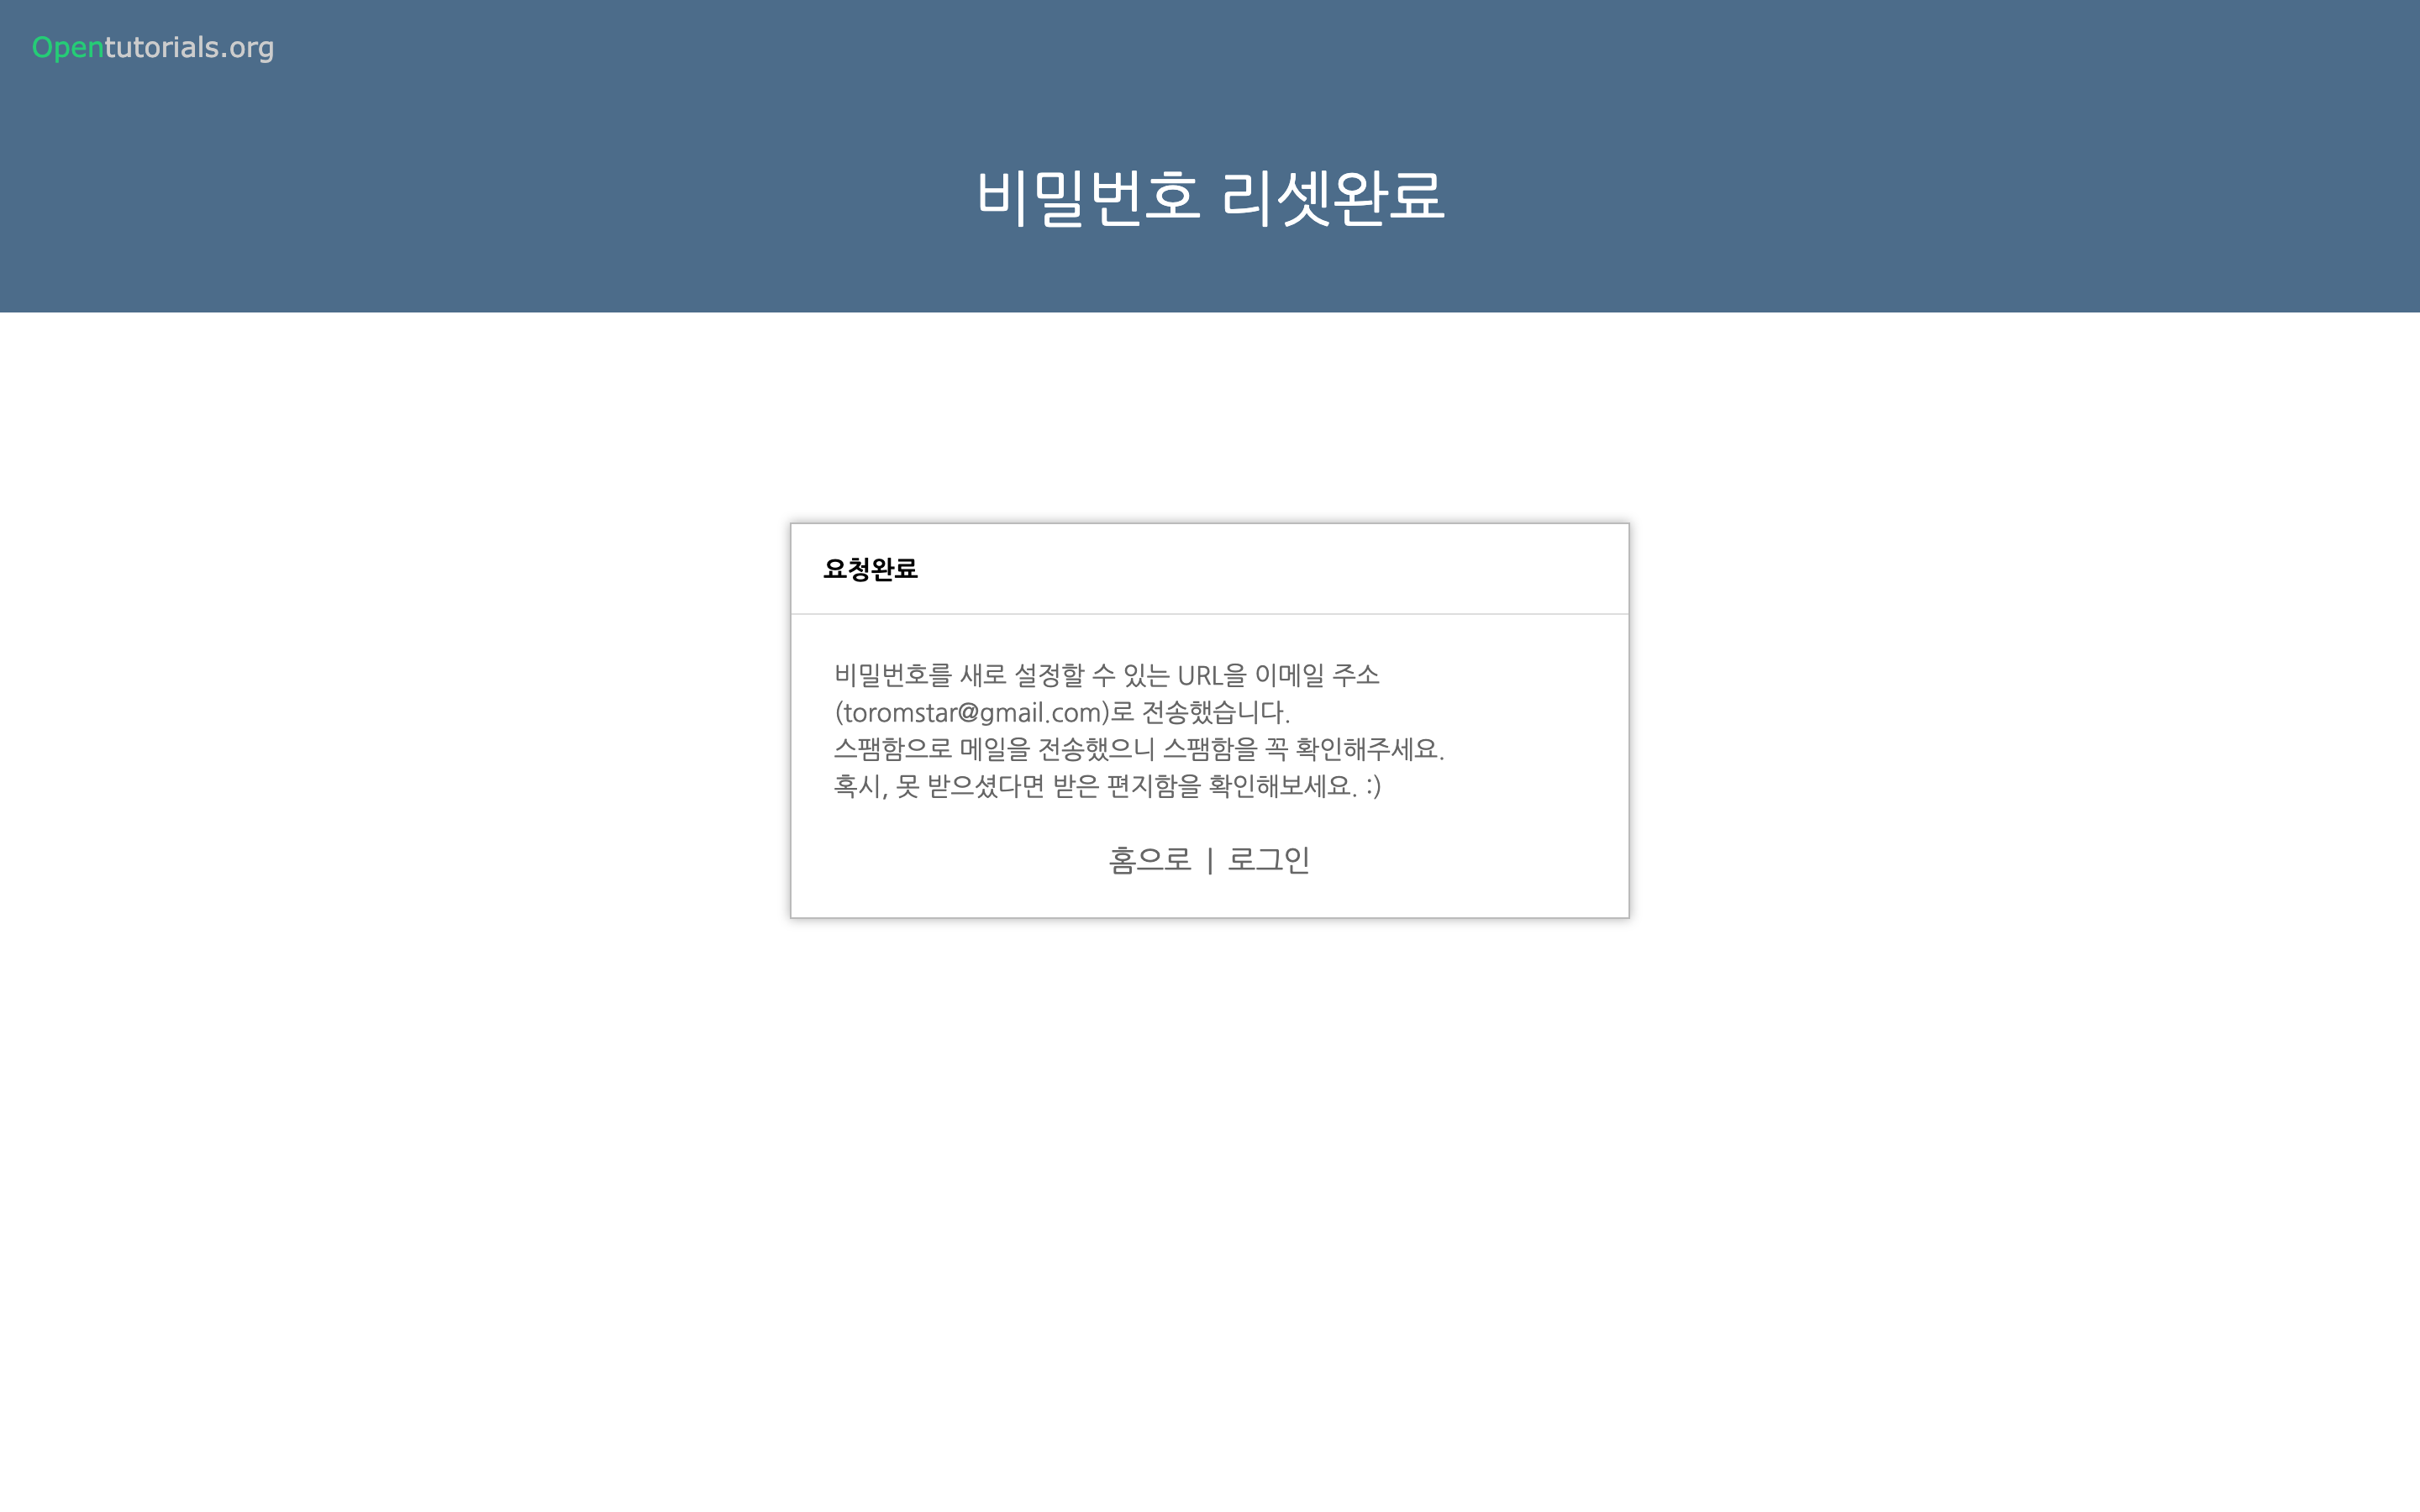 Opentutorials.org
비밀번호 리셋완료
요청완료
비밀번호를 새로 설정할 수 있는 URL을 이메일 주소
(toromstar@gmail.com)로 전송했습니다.
스팸함으로 메일을 전송했으니 스팸함을 꼭 확인해주세요.
혹시, 못 받으셨다면 받은 편지함을 확인해보세요. :)
홈으로 | 로그인